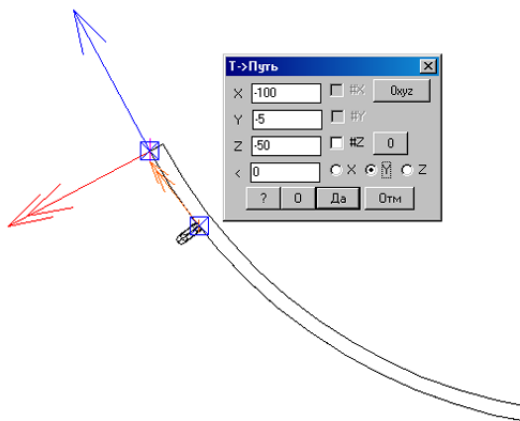 T->Путь
X -100 #X 0xyz
Y -5 #Y
Z -50 #Z 0
< 0 X Y Z
? 0 Да Отм